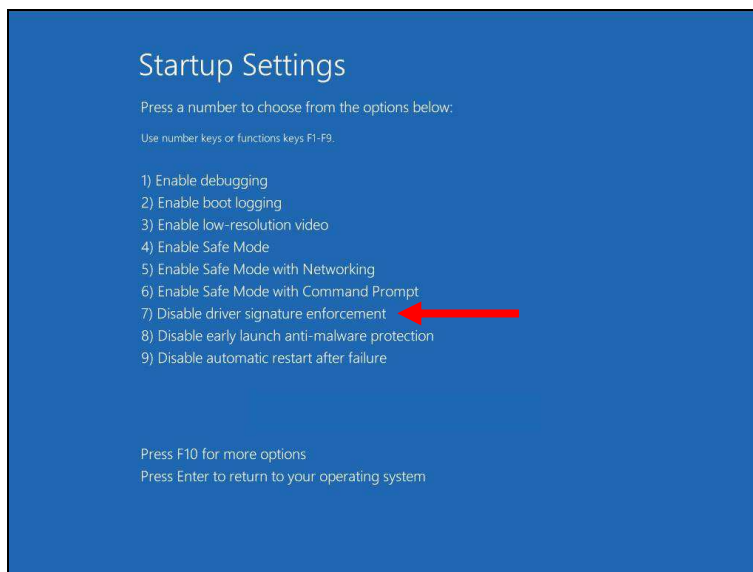 Startup Settings
Press a number to choose from the options below:
Use number keys or functions keys F1-F9.
1) Enable debugging
2) Enable boot logging
3) Enable low-resolution video
4) Enable Safe Mode
5) Enable Safe Mode with Networking
6) Enable Safe Mode with Command Prompt
7) Disable driver signature enforcement
8) Disable early launch anti-malware protection
9) Disable automatic restart after failure
Press F10 for more options
Press Enter to return to your operating system